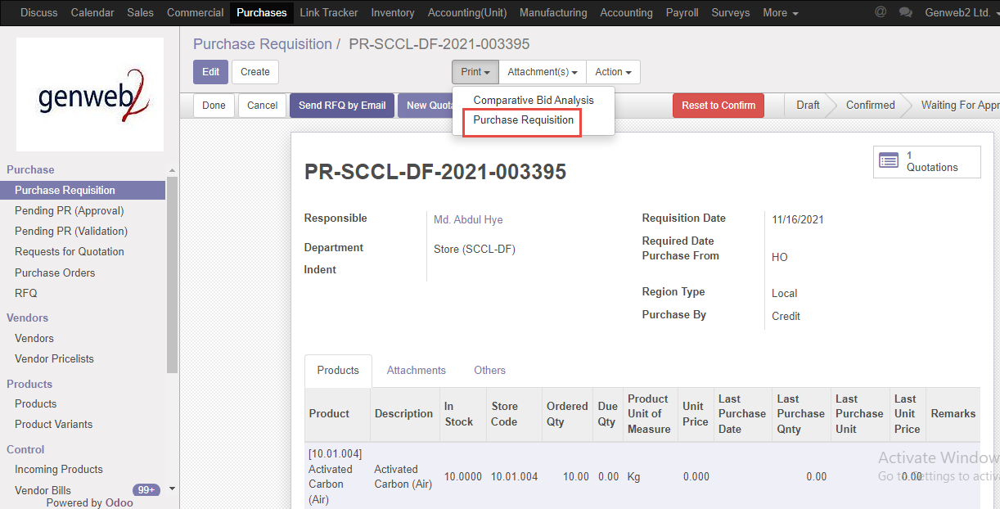 Discuss Calendar Sales Commercial Purchases Link Tracker Inventory Accounting(Unit) Manufacturing Accounting Payroll Surveys More @ Genweb2 Ltd.
genweb2
Purchase Requisition / PR-SCCL-DF-2021-003395
Edit Create Print Attachment(s) Action
Comparative Bid Analysis
Purchase Requisition
Done Cancel Send RFQ by Email New Quota Reset to Confirm Draft Confirmed Waiting For Appr
Purchase
Purchase Requisition
Pending PR (Approval)
Pending PR (Validation)
Requests for Quotation
Purchase Orders
RFQ
Vendors
Vendors
Vendor Pricelists
Products
Products
Product Variants
Control
Incoming Products
Vendor Bills 99+
Powered by Odoo
PR-SCCL-DF-2021-003395
1
Quotations
Responsible Md. Abdul Hye
Department Store (SCCL-DF)
Indent
Requisition Date 11/16/2021
Required Date
Purchase From HO
Region Type Local
Purchase By Credit
Products Attachments Others
Product Description In Stock Store Code Ordered Qty Due Qty Product Unit of Measure Unit Price Last Purchase Date Last Purchase Qnty Last Purchase Unit Last Unit Price Remarks
[10.01.004] Activated Carbon (Air) Activated Carbon (Air) 10.0000 10.01.004 10.00 0.00 Kg 0.000 0.00 0.00
Activate Window
Go to Settings to activa